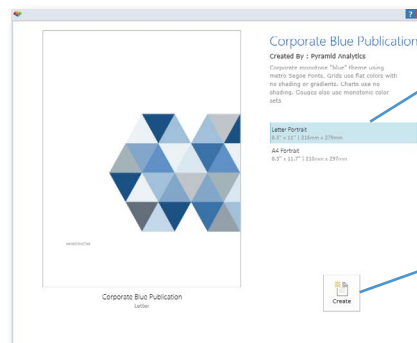 ?
Corporate Blue Publication
Created By : Pyramid Analytics
Corporate monotone "blue" theme using
metro Segoe Fonts. Grids use flat colors with
no shading or gradients. Charts use no
shading. Gauges also use monotonic color
sets
Letter Portrait
8.5" x 11" | 216mm x 279mm
A4 Portrait
8.3" x 11.7" | 210mm x 297mm
Create
Corporate Blue Publication
Letter